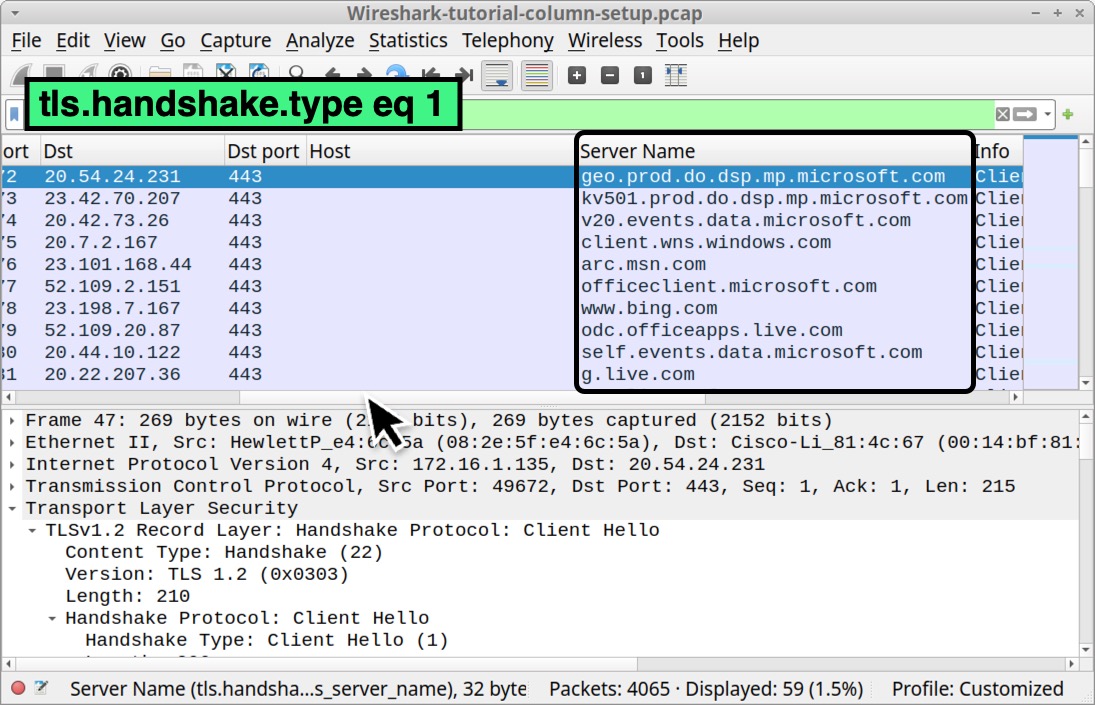 Wireshark-tutorial-column-setup.pcap
File Edit View Go Capture Analyze Statistics Telephony Wireless Tools Help
tls.handshake.type eq 1
ort Dst Dst port Host Server Name Info
72 20.54.24.231 443 geo.prod.do.dsp.mp.microsoft.com Clie
73 23.42.70.207 443 kv501.prod.do.dsp.mp.microsoft.com Clie
74 20.42.73.26 443 v20.events.data.microsoft.com Clie
75 20.7.2.167 443 client.wns.windows.com Clie
76 23.101.168.44 443 arc.msn.com Clie
77 52.109.2.151 443 officeclient.microsoft.com Clie
78 23.198.7.167 443 www.bing.com Clie
79 52.109.20.87 443 odc.officeapps.live.com Clie
80 20.44.10.122 443 self.events.data.microsoft.com Clie
81 20.22.207.36 443 g.live.com Clie
Frame 47: 269 bytes on wire bits), 269 bytes captured (2152 bits)
Ethernet II, Src: HewlettP_e4:6c:5a (08:2e:5f:e4:6c:5a), Dst: Cisco-Li_81:4c:67 (00:14:bf:81:
Internet Protocol Version 4, Src: 172.16.1.135, Dst: 20.54.24.231
Transmission Control Protocol, Src Port: 49672, Dst Port: 443, Seq: 1, Ack: 1, Len: 215
Transport Layer Security
TLSv1.2 Record Layer: Handshake Protocol: Client Hello
Content Type: Handshake (22)
Version: TLS 1.2 (0x0303)
Length: 210
Handshake Protocol: Client Hello
Handshake Type: Client Hello (1)
Server Name (tls.handsha...s_server_name), 32 byte Packets: 4065 · Displayed: 59 (1.5%) Profile: Customized